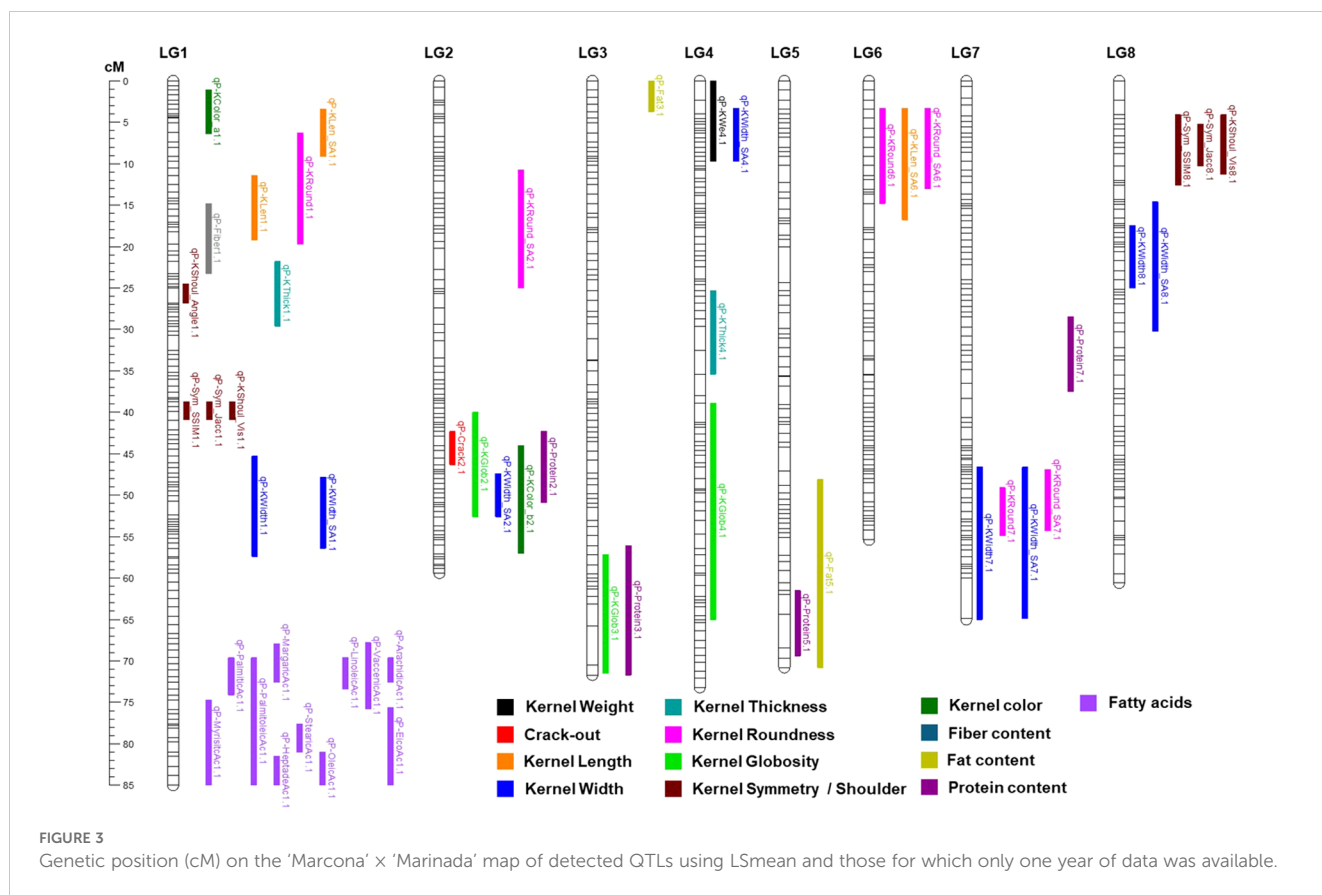 LG1 LG2 LG3 LG4 LG5 LG6 LG7 LG8
cM
0
5
10
15
20
25
30
35
40
45
50
55
60
65
70
75
80
85
qP-KColor_a1.1
qP-KLen_SA1.1
qP-KRound1.1
qP-KLen1.1
qP-Fiber1.1
qP-KThick1.1
qP-KShoul_Angle1.1
qP-Sym_SSIM1.1
qP-Sym_Jacc1.1
qP-KShoul_Vis1.1
qP-KWidth1.1
qP-KWidth_SA1.1
qP-MyrisitcAc1.1
qP-PalmiticAc1.1
qP-PalmitoleicAc1.1
qP-MargaricAc1.1
qP-HeptadeAc1.1
qP-StearicAc1.1
qP-OleicAc1.1
qP-LinoleicAc1.1
qP-VaccenicAc1.1
qP-ArachidicAc1.1
qP-EicoAc1.1
qP-KRound_SA2.1
qP-Crack2.1
qP-KGlob2.1
qP-KWidth_SA2.1
qP-KColor_b2.1
qP-Protein2.1
qP-Fat3.1
qP-KGlob3.1
qP-Protein3.1
qP-KWe4.1
qP-KWidth_SA4.1
qP-KThick4.1
qP-KGlob4.1
qP-Protein5.1
qP-Fat5.1
qP-KRound6.1
qP-KLen_SA6.1
qP-KRound_SA6.1
qP-Protein7.1
qP-KWidth7.1
qP-KRound7.1
qP-KWidth_SA7.1
qP-KRound_SA7.1
qP-Sym_SSIM8.1
qP-Sym_Jacc8.1
qP-KShoul_Vis8.1
qP-KWidth8.1
qP-KWidth_SA8.1
Kernel Weight
Crack-out
Kernel Length
Kernel Width
Kernel Thickness
Kernel Roundness
Kernel Globosity
Kernel Symmetry / Shoulder
Kernel color
Fiber content
Fat content
Protein content
Fatty acids
FIGURE 3
Genetic position (cM) on the ‘Marcona’ × ‘Marinada’ map of detected QTLs using LSmean and those for which only one year of data was available.